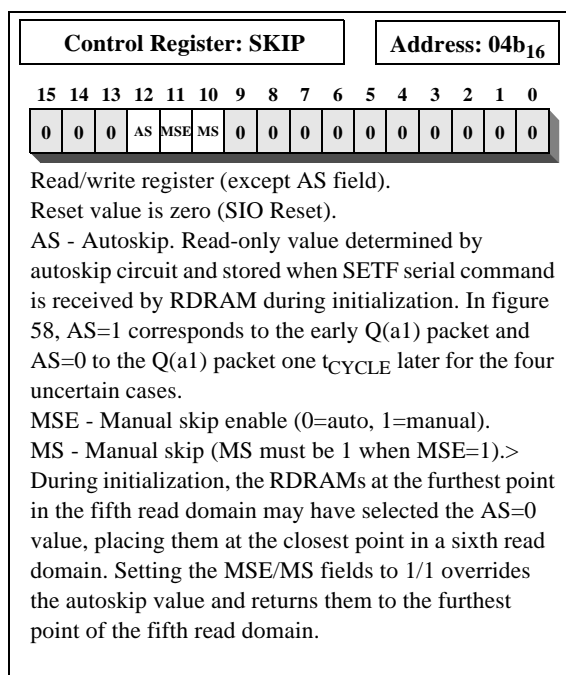 Control Register: SKIP
Address: 04b16
15 14 13 12 11 10 9 8 7 6 5 4 3 2 1 0
0 0 0 AS MSE MS 0 0 0 0 0 0 0 0 0 0
Read/write register (except AS field).
Reset value is zero (SIO Reset).
AS - Autoskip. Read-only value determined by
autoskip circuit and stored when SETF serial command
is received by RDRAM during initialization. In figure
58, AS=1 corresponds to the early Q(a1) packet and
AS=0 to the Q(a1) packet one tCYCLE later for the four
uncertain cases.
MSE - Manual skip enable (0=auto, 1=manual).
MS - Manual skip (MS must be 1 when MSE=1).>
During initialization, the RDRAMs at the furthest point
in the fifth read domain may have selected the AS=0
value, placing them at the closest point in a sixth read
domain. Setting the MSE/MS fields to 1/1 overrides
the autoskip value and returns them to the furthest
point of the fifth read domain.